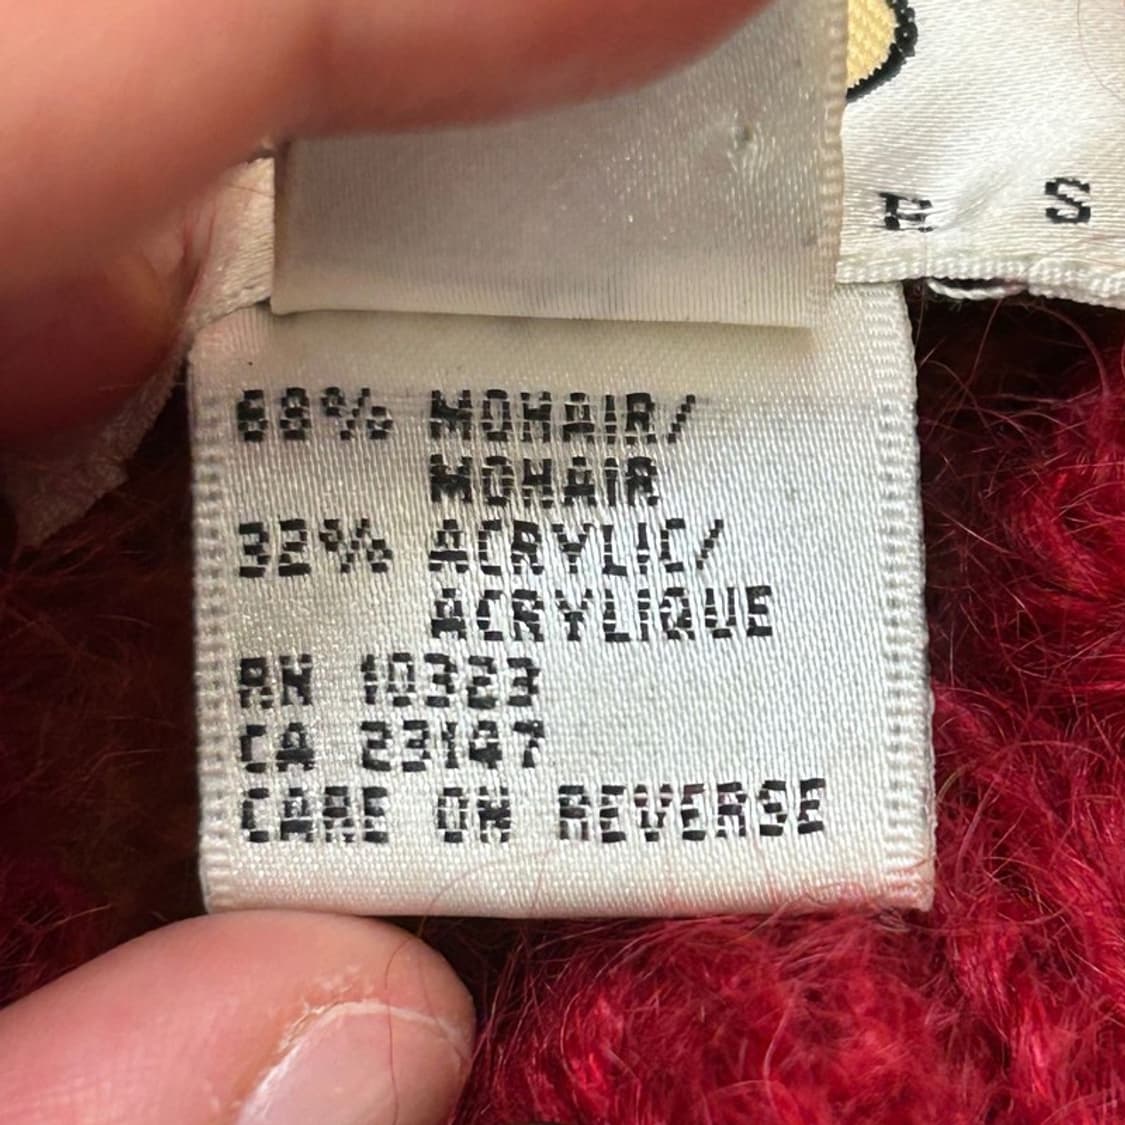 E S
68% MOHAIR/
MOHAIR
32% ACRYLIC/
ACRYLIQUE
RN 10323
CA 23147
CARE ON REVERSE